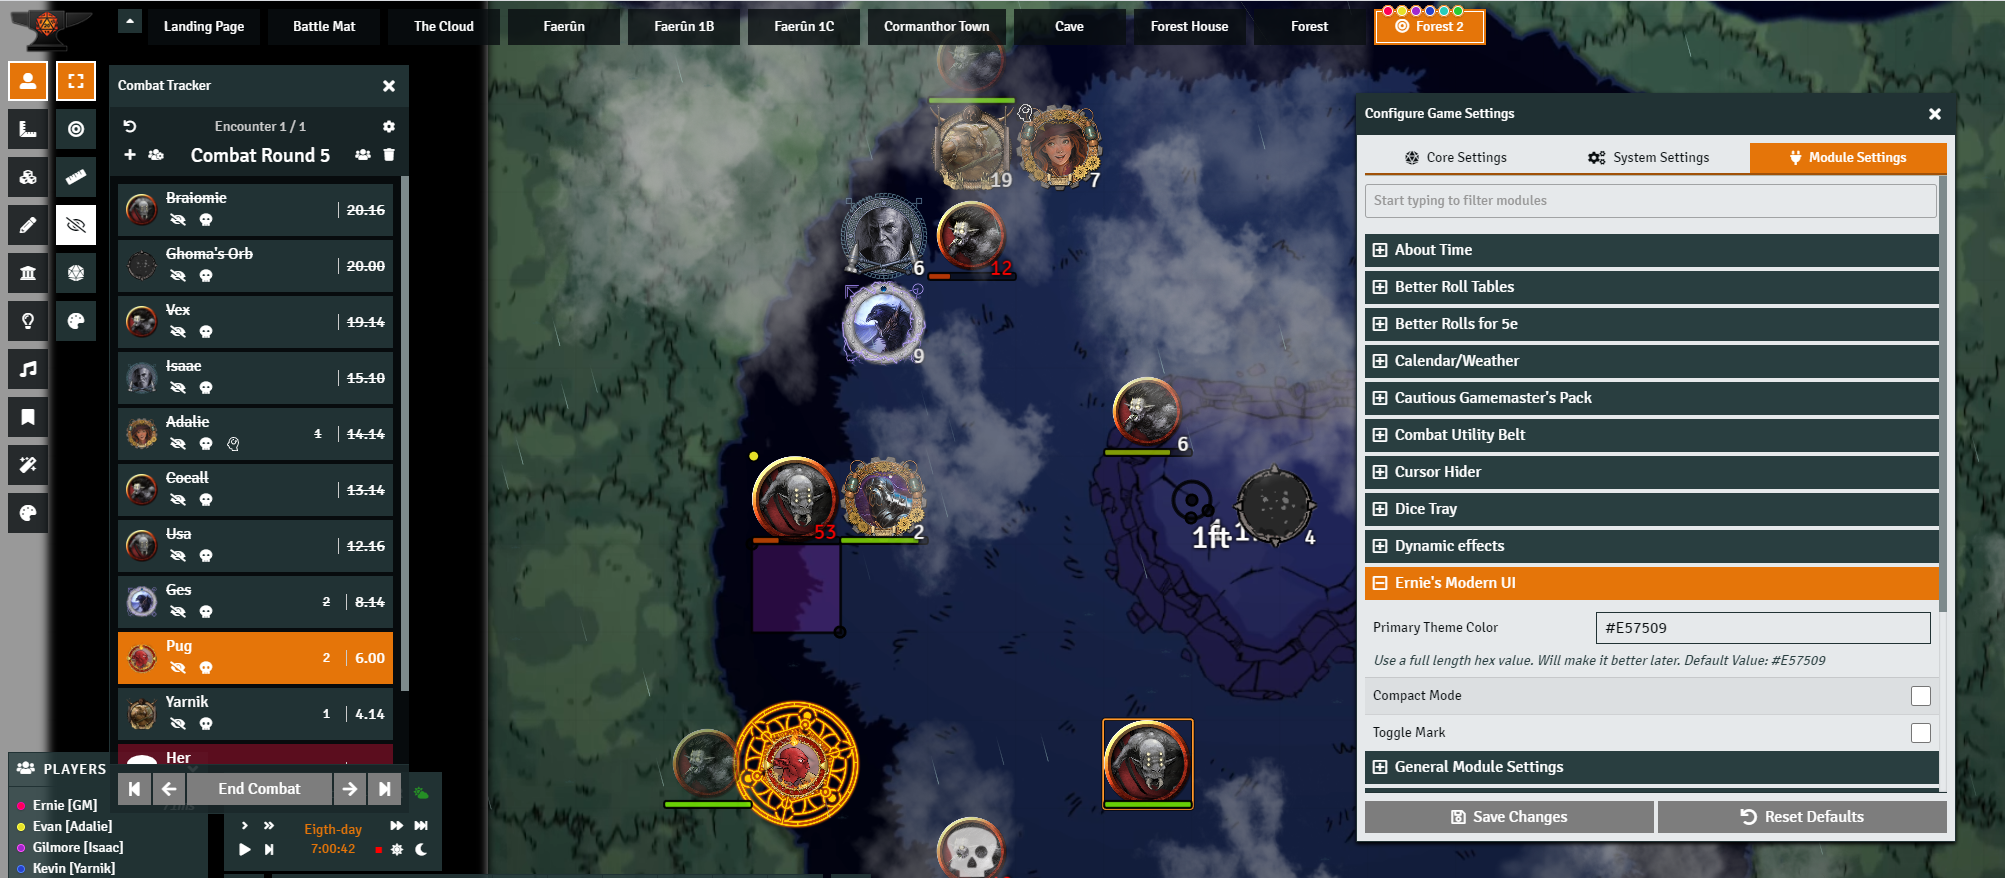 Landing Page
Battle Mat
The Cloud
Faerûn
Faerûn 1B
Faerûn 1C
Cormanthor Town
Cave
Forest House
Forest
Forest 2
Combat Tracker
Encounter 1 / 1
Combat Round 5
Braiomie
20.16
Ghoma's Orb
20.00
Vex
19.14
Isaac
15.10
Adalie
1
14.14
Cocall
13.14
Usa
12.16
Ges
2
8.14
Pug
2
6.00
Yarnik
1
4.14
Her
End Combat
PLAYERS
Ernie [GM]
Evan [Adalie]
Gilmore [Isaac]
Kevin [Yarnik]
Eigth-day
7:00:42
19
7
6
12
9
6
53
2
1ft
4
Configure Game Settings
Core Settings
System Settings
Module Settings
Start typing to filter modules
About Time
Better Roll Tables
Better Rolls for 5e
Calendar/Weather
Cautious Gamemaster's Pack
Combat Utility Belt
Cursor Hider
Dice Tray
Dynamic effects
Ernie's Modern UI
Primary Theme Color
#E57509
Use a full length hex value. Will make it better later. Default Value: #E57509
Compact Mode
Toggle Mark
General Module Settings
Save Changes
Reset Defaults